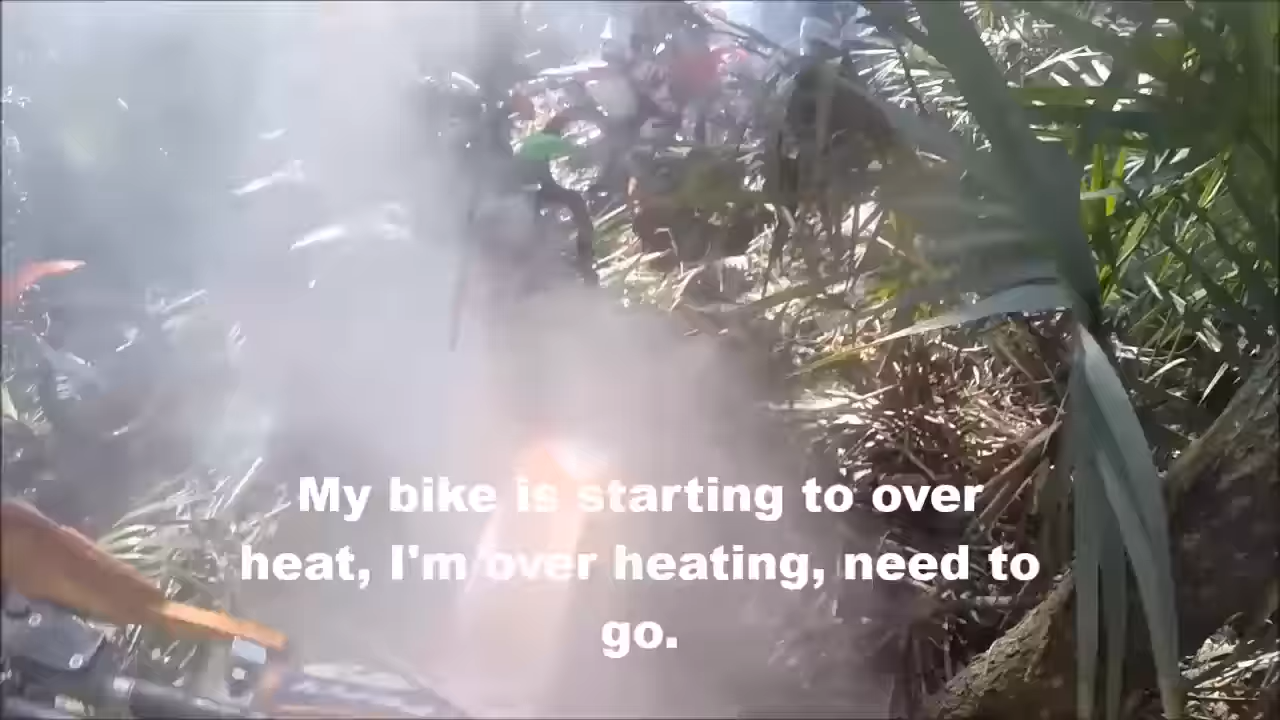 My bike is starting to over
heat, I'm over heating, need to
go.